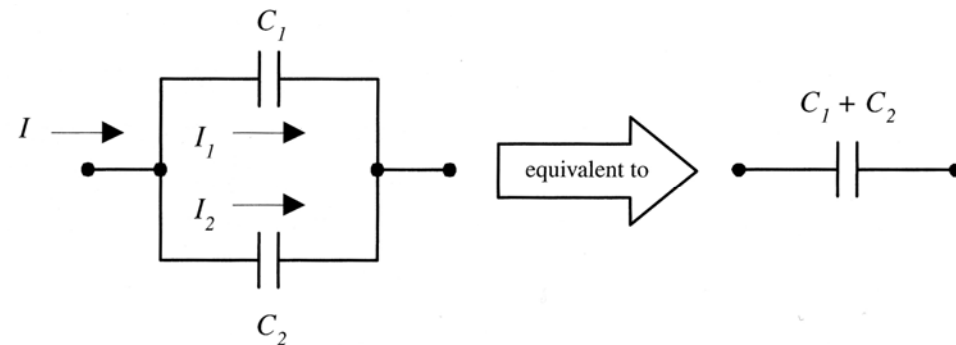 C₁
I
I₁
I₂
C₂
equivalent to
C₁ + C₂